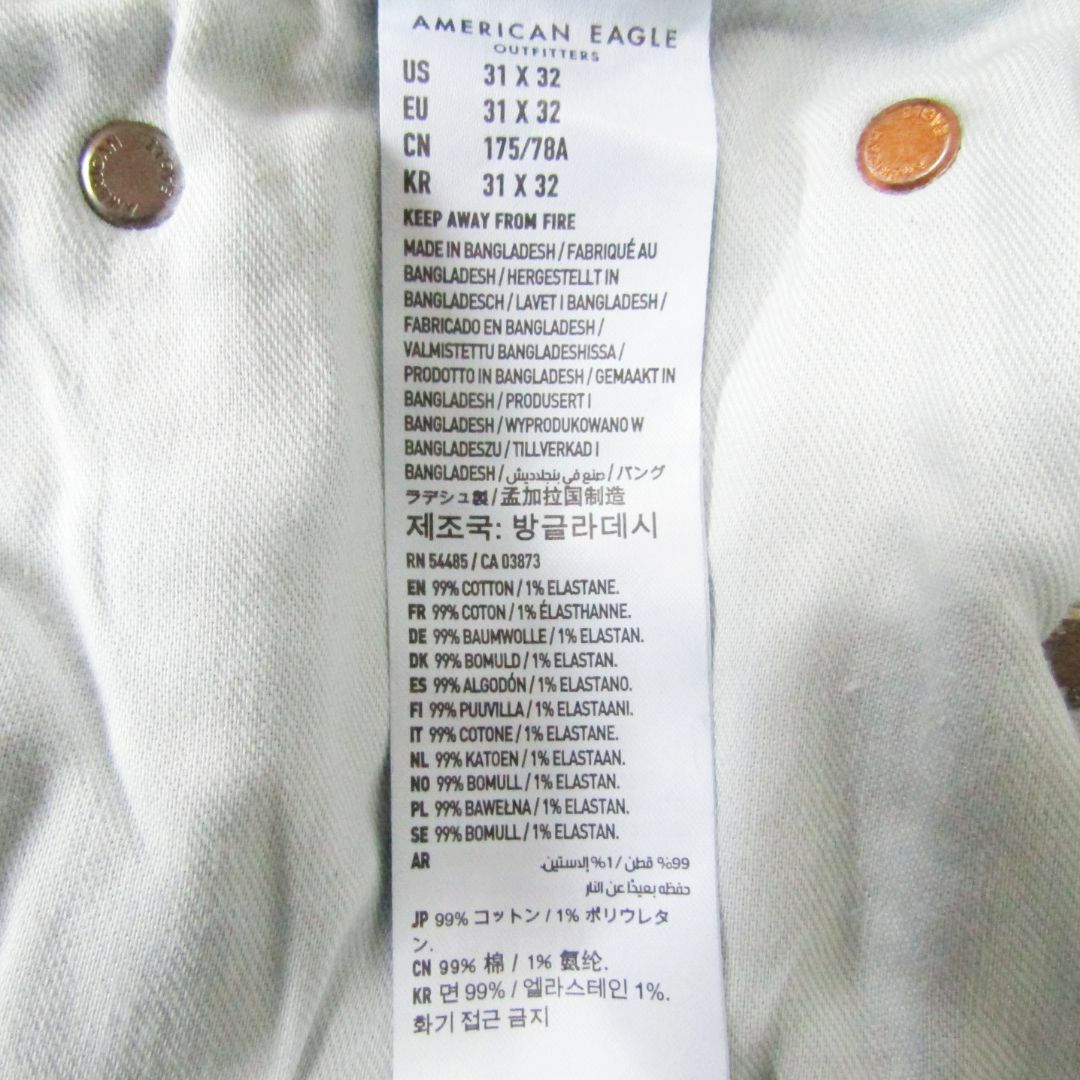 AMERICAN EAGLE
OUTFITTERS
US 31 X 32
EU 31 X 32
CN 175/78A
KR 31 X 32
KEEP AWAY FROM FIRE
MADE IN BANGLADESH / FABRIQUÉ AU
BANGLADESH / HERGESTELLT IN
BANGLADESCH / LAVET I BANGLADESH /
FABRICADO EN BANGLADESH /
VALMISTETTU BANGLADESHISSA /
PRODOTTO IN BANGLADESH / GEMAAKT IN
BANGLADESH / PRODUSERT I
BANGLADESH / WYPRODUKOWANO W
BANGLADESZU / TILLVERKAD I
BANGLADESH / صنع في بنجلاديش / バング
ラデシュ製 / 孟加拉国制造
제조국: 방글라데시
RN 54485 / CA 03873
EN 99% COTTON / 1% ELASTANE.
FR 99% COTON / 1% ÉLASTHANNE.
DE 99% BAUMWOLLE / 1% ELASTAN.
DK 99% BOMULD / 1% ELASTAN.
ES 99% ALGODÓN / 1% ELASTANO.
FI 99% PUUVILLA / 1% ELASTAANI.
IT 99% COTONE / 1% ELASTANE.
NL 99% KATOEN / 1% ELASTAAN.
NO 99% BOMULL / 1% ELASTAN.
PL 99% BAWEŁNA / 1% ELASTAN.
SE 99% BOMULL / 1% ELASTAN.
AR 99% قطن / 1% إلاستين.
حفظه بعيدًا عن النار
JP 99% コットン / 1% ポリウレタ
ン.
CN 99% 棉 / 1% 氨纶.
KR 면 99% / 엘라스테인 1%.
화기 접근 금지